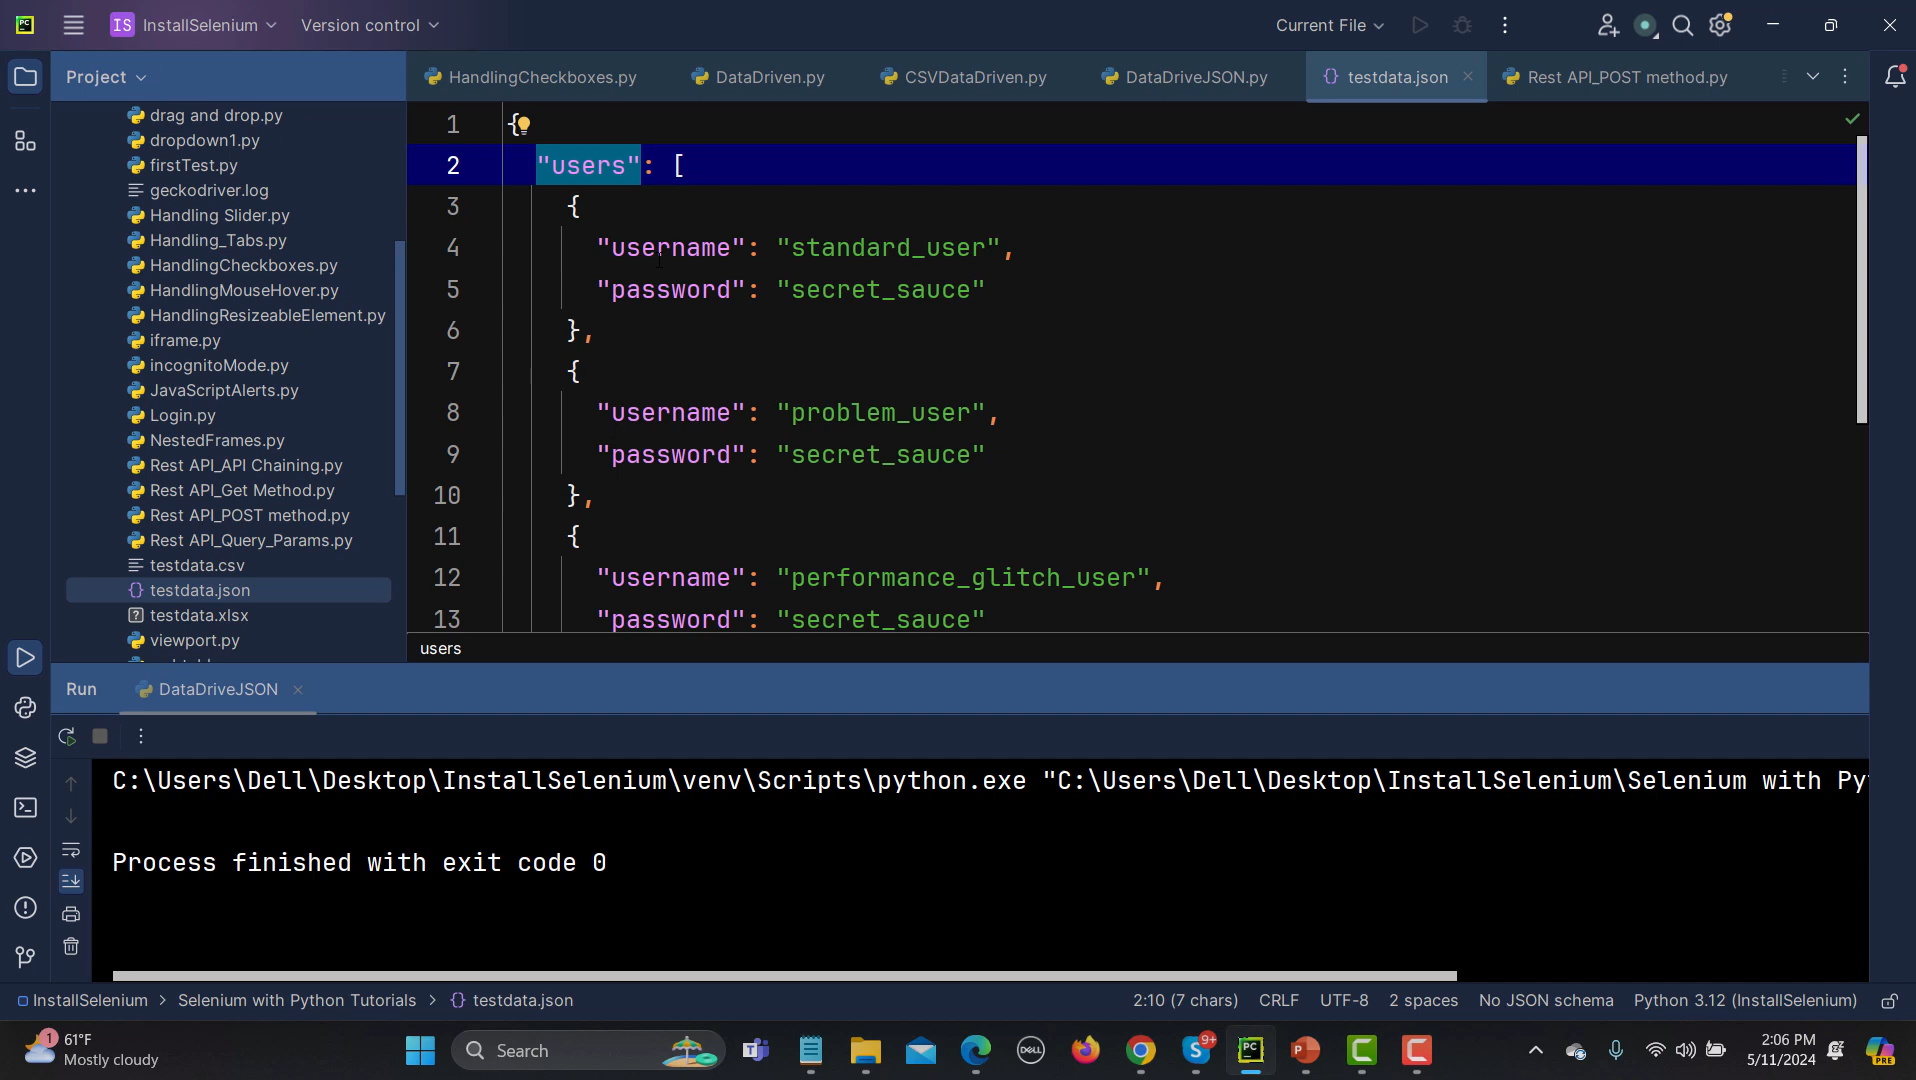 PC
IS InstallSelenium
Version control
Current File
Project
HandlingCheckboxes.py
DataDriven.py
CSVDataDriven.py
DataDriveJSON.py
{} testdata.json
Rest API_POST method.py
drag and drop.py
dropdown1.py
firstTest.py
geckodriver.log
Handling Slider.py
Handling_Tabs.py
HandlingCheckboxes.py
HandlingMouseHover.py
HandlingResizeableElement.py
iframe.py
incognitoMode.py
JavaScriptAlerts.py
Login.py
NestedFrames.py
Rest API_API Chaining.py
Rest API_Get Method.py
Rest API_POST method.py
Rest API_Query_Params.py
testdata.csv
{} testdata.json
? testdata.xlsx
viewport.py
1 {
2 "users": [
3 {
4 "username": "standard_user",
5 "password": "secret_sauce"
6 },
7 {
8 "username": "problem_user",
9 "password": "secret_sauce"
10 },
11 {
12 "username": "performance_glitch_user",
13 "password": "secret_sauce"
users
Run
DataDriveJSON
C:\Users\Dell\Desktop\InstallSelenium\venv\Scripts\python.exe "C:\Users\Dell\Desktop\InstallSelenium\Selenium with Py
Process finished with exit code 0
InstallSelenium > Selenium with Python Tutorials > {} testdata.json
2:10 (7 chars)
CRLF
UTF-8
2 spaces
No JSON schema
Python 3.12 (InstallSelenium)
1
61°F
Mostly cloudy
Search
DELL
9+
PC
2:06 PM
5/11/2024
PRE